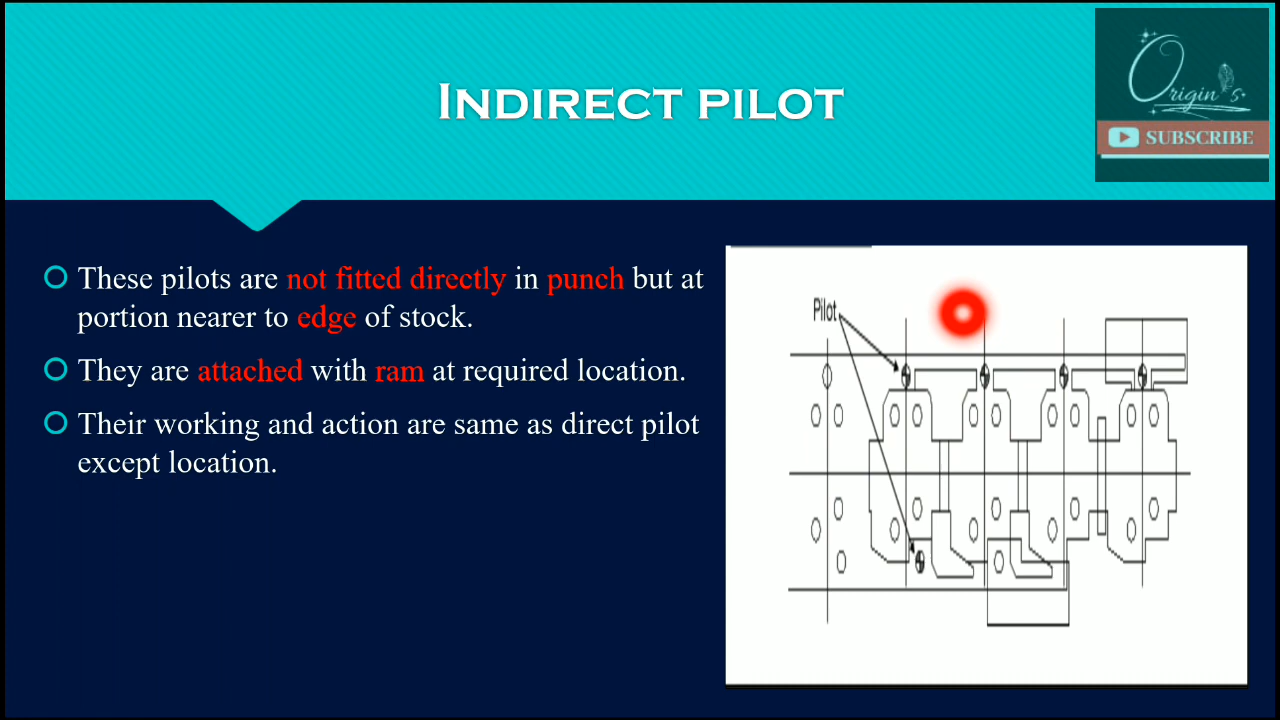 INDIRECT PILOT
Origin's
SUBSCRIBE
These pilots are not fitted directly in punch but at
portion nearer to edge of stock.
They are attached with ram at required location.
Their working and action are same as direct pilot
except location.
Pilot